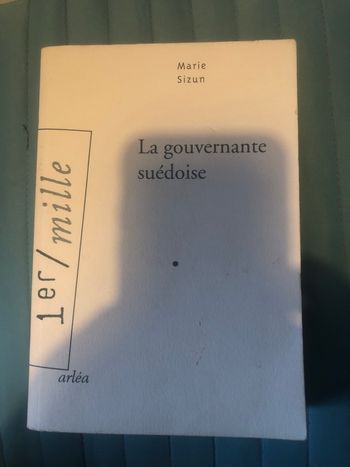 Marie
Sizun
La gouvernante
suédoise
1er/mille
arléa